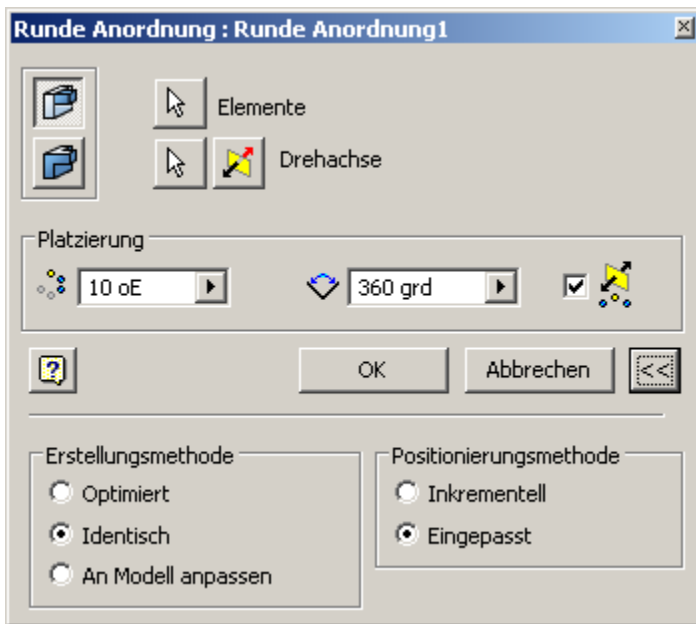 Runde Anordnung : Runde Anordnung1
Elemente
Drehachse
Platzierung
10 oE
360 grd
OK
Abbrechen
<<
Erstellungsmethode
Optimiert
Identisch
An Modell anpassen
Positionierungsmethode
Inkrementell
Eingepasst